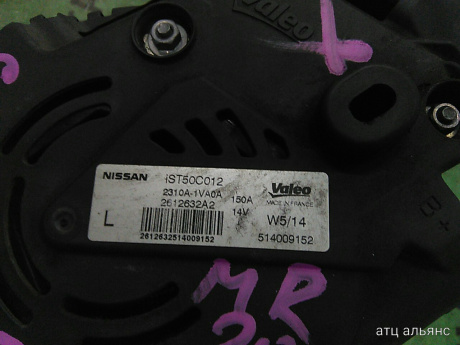 Valeo
X
NISSAN IST50C012
2310A-1VA0A
2612632A2
150A
14V
Valeo
MADE IN FRANCE
L
W5/14
2612632514009152
514009152
B+
MR
20
атц альянс